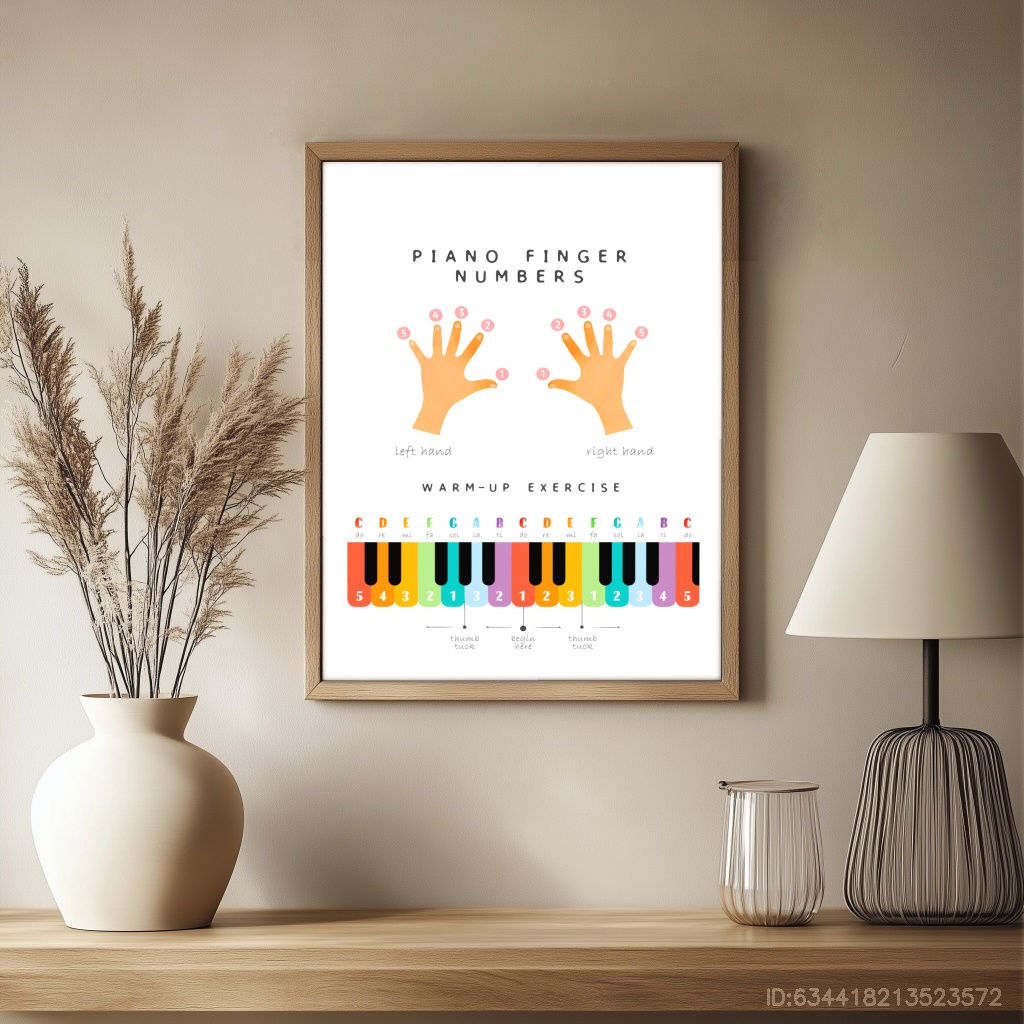 PIANO FINGER
NUMBERS
5 4 3 2 1
1 2 3 4 5
left hand
right hand
WARM-UP EXERCISE
C D E F G A B C D E F G A B C
do re mi fa sol la ti do re mi fa sol la ti do
5 4 3 2 1 3 2 1 2 3 1 2 3 4 5
thumb
tuck
begin
here
thumb
tuck
ID:634418213523572